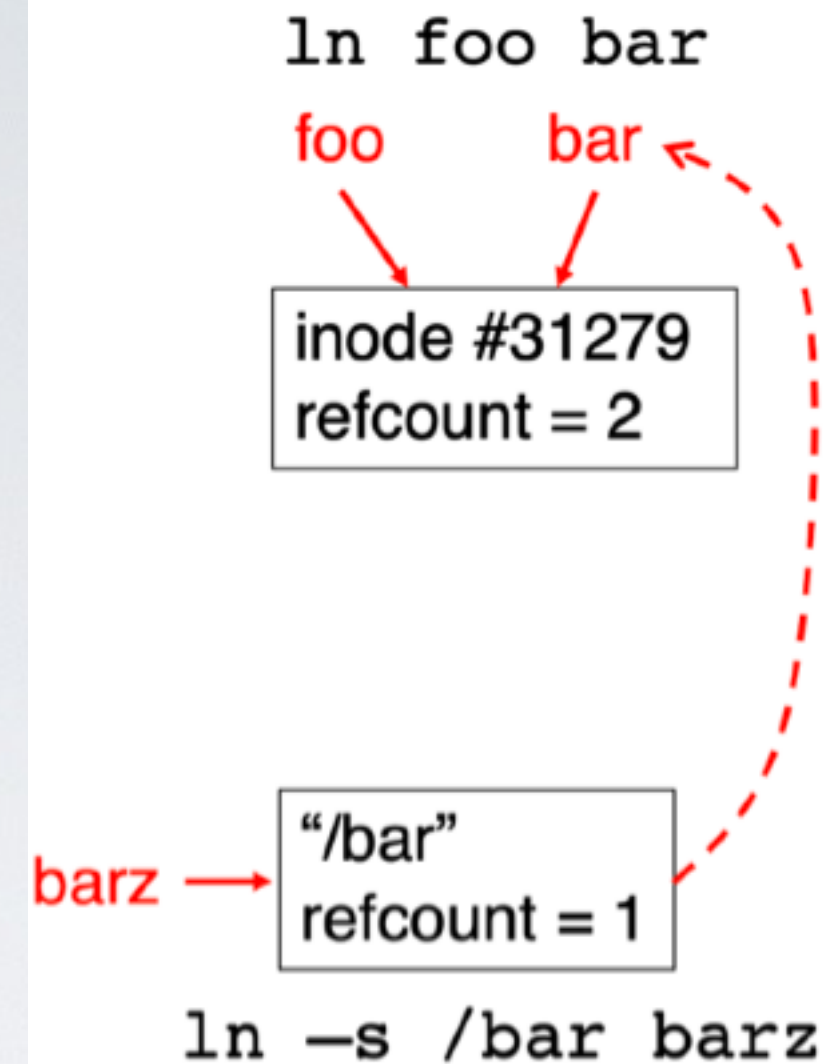 ln foo bar
foo bar
inode #31279
refcount = 2
“/bar”
barz
refcount = 1
ln –s /bar barz